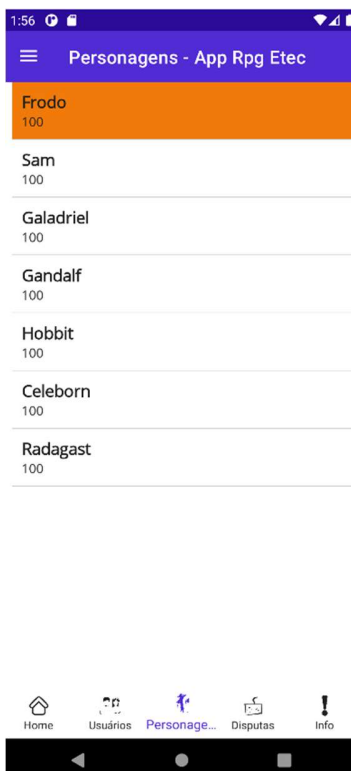 1:56
Personagens - App Rpg Etec
Frodo
100
Sam
100
Galadriel
100
Gandalf
100
Hobbit
100
Celeborn
100
Radagast
100
Home Usuários Personage... Disputas Info